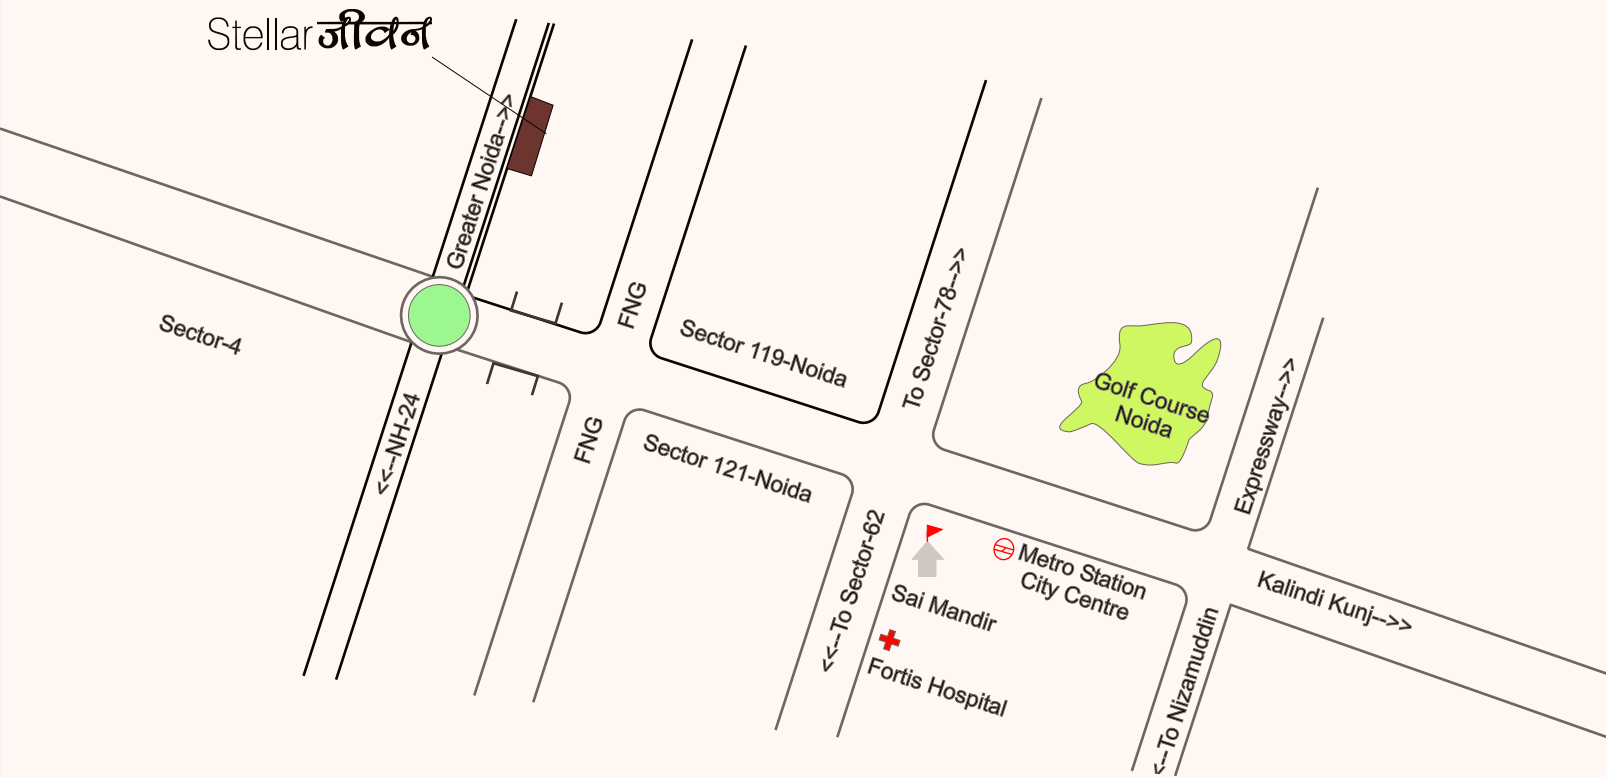 Stellar जीवन
Greater Noida-->>
Sector-4
<<---NH-24
FNG
FNG
Sector 119-Noida
Sector 121-Noida
To Sector-78-->>
<<---To Sector-62
Golf Course
Noida
Expressway--->>
Metro Station
City Centre
Sai Mandir
Fortis Hospital
Kalindi Kunj-->>
<---To Nizamuddin